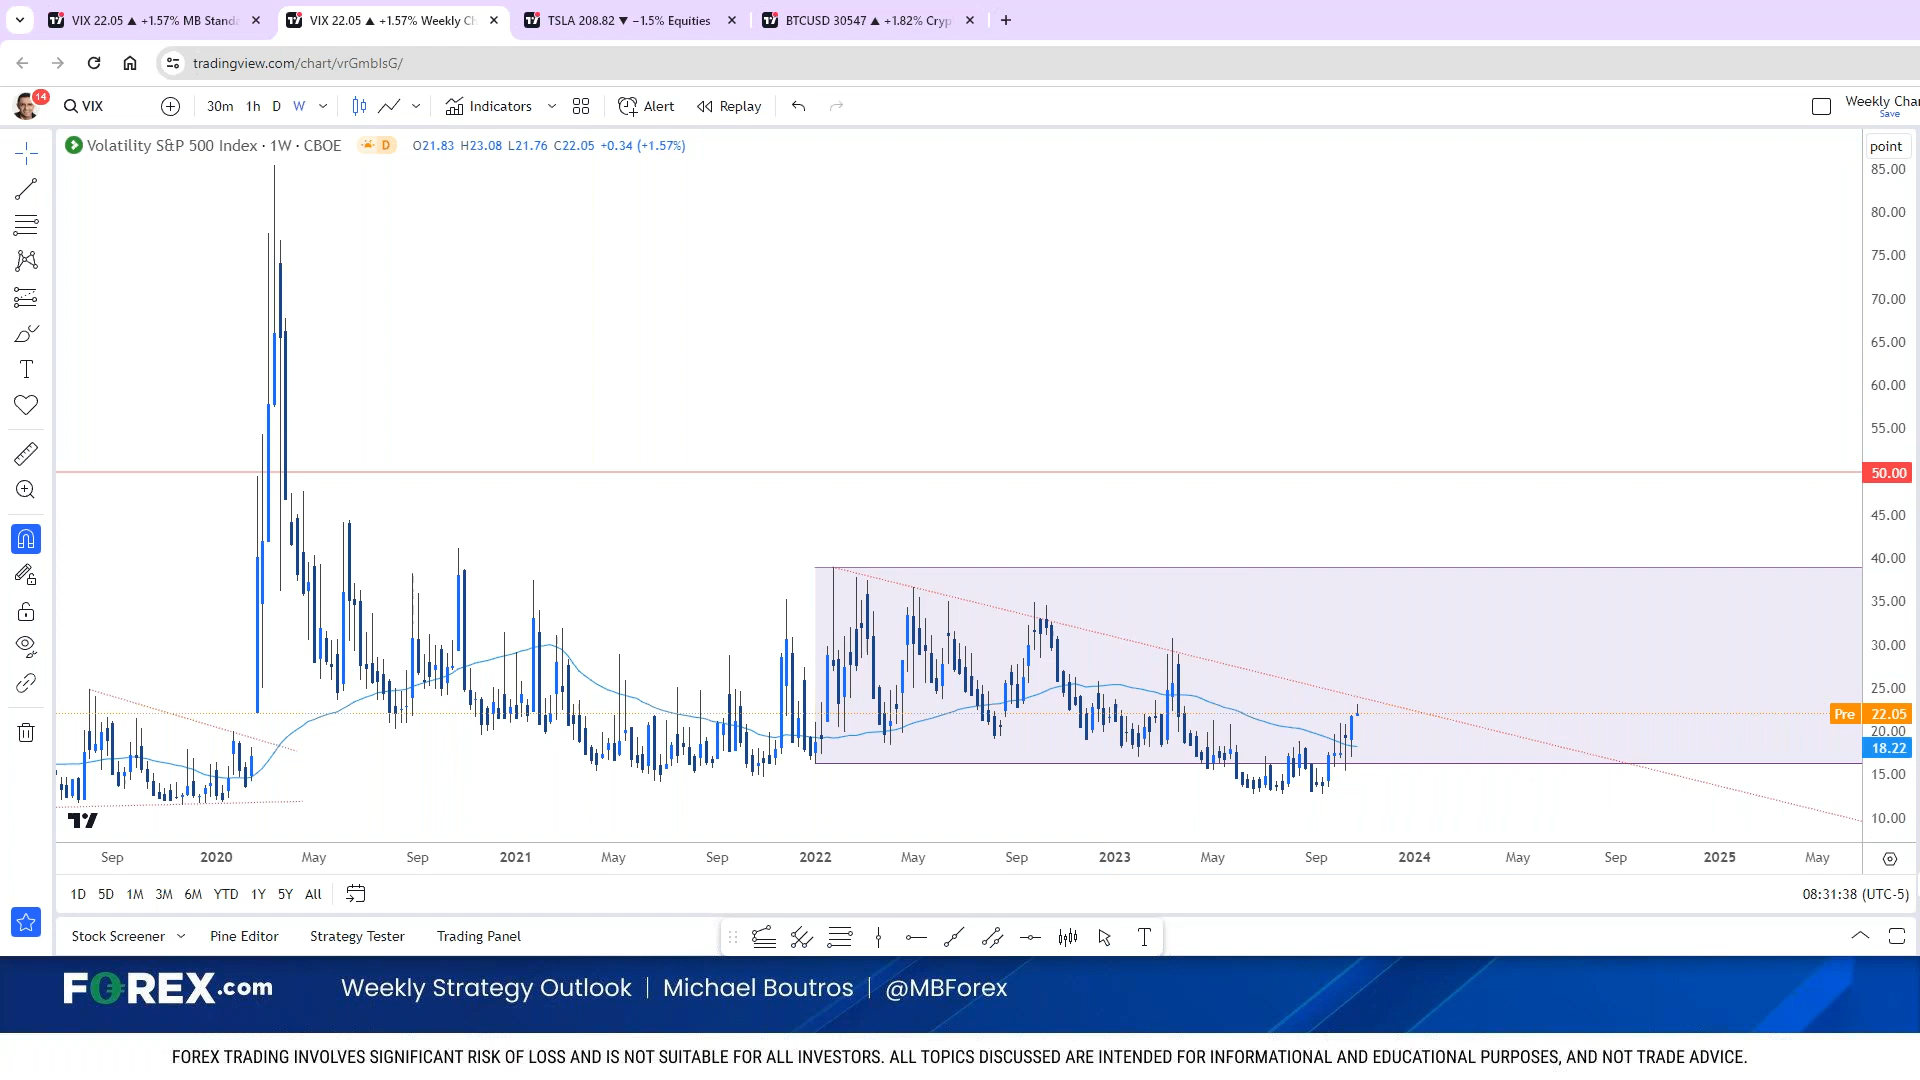 VIX 22.05 ▲ +1.57% MB Standa
VIX 22.05 ▲ +1.57% Weekly Ch
TSLA 208.82 ▼ −1.5% Equities
BTCUSD 30547 ▲ +1.82% Cryp
tradingview.com/chart/vrGmbIsG/
14
VIX
30m 1h D W
Indicators
Alert
Replay
Weekly Char
Save
Volatility S&P 500 Index · 1W · CBOE
D
O21.83 H23.08 L21.76 C22.05 +0.34 (+1.57%)
point
85.00
80.00
75.00
70.00
65.00
60.00
55.00
50.00
45.00
40.00
35.00
30.00
25.00
Pre 22.05
20.00
18.22
15.00
10.00
Sep 2020 May Sep 2021 May Sep 2022 May Sep 2023 May Sep 2024 May Sep 2025 May
1D 5D 1M 3M 6M YTD 1Y 5Y All
08:31:38 (UTC-5)
Stock Screener Pine Editor Strategy Tester Trading Panel
FOREX.com
Weekly Strategy Outlook | Michael Boutros | @MBForex
FOREX TRADING INVOLVES SIGNIFICANT RISK OF LOSS AND IS NOT SUITABLE FOR ALL INVESTORS. ALL TOPICS DISCUSSED ARE INTENDED FOR INFORMATIONAL AND EDUCATIONAL PURPOSES, AND NOT TRADE ADVICE.